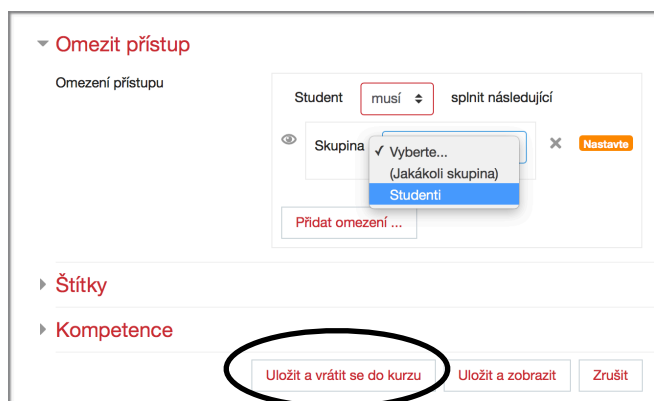 Omezit přístup
Omezení přístupu
Student musí splnit následující
Skupina
✓ Vyberte...
Nastavte
(Jakákoli skupina)
Studenti
Přidat omezení ...
Štítky
Kompetence
Uložit a vrátit se do kurzu Uložit a zobrazit Zrušit